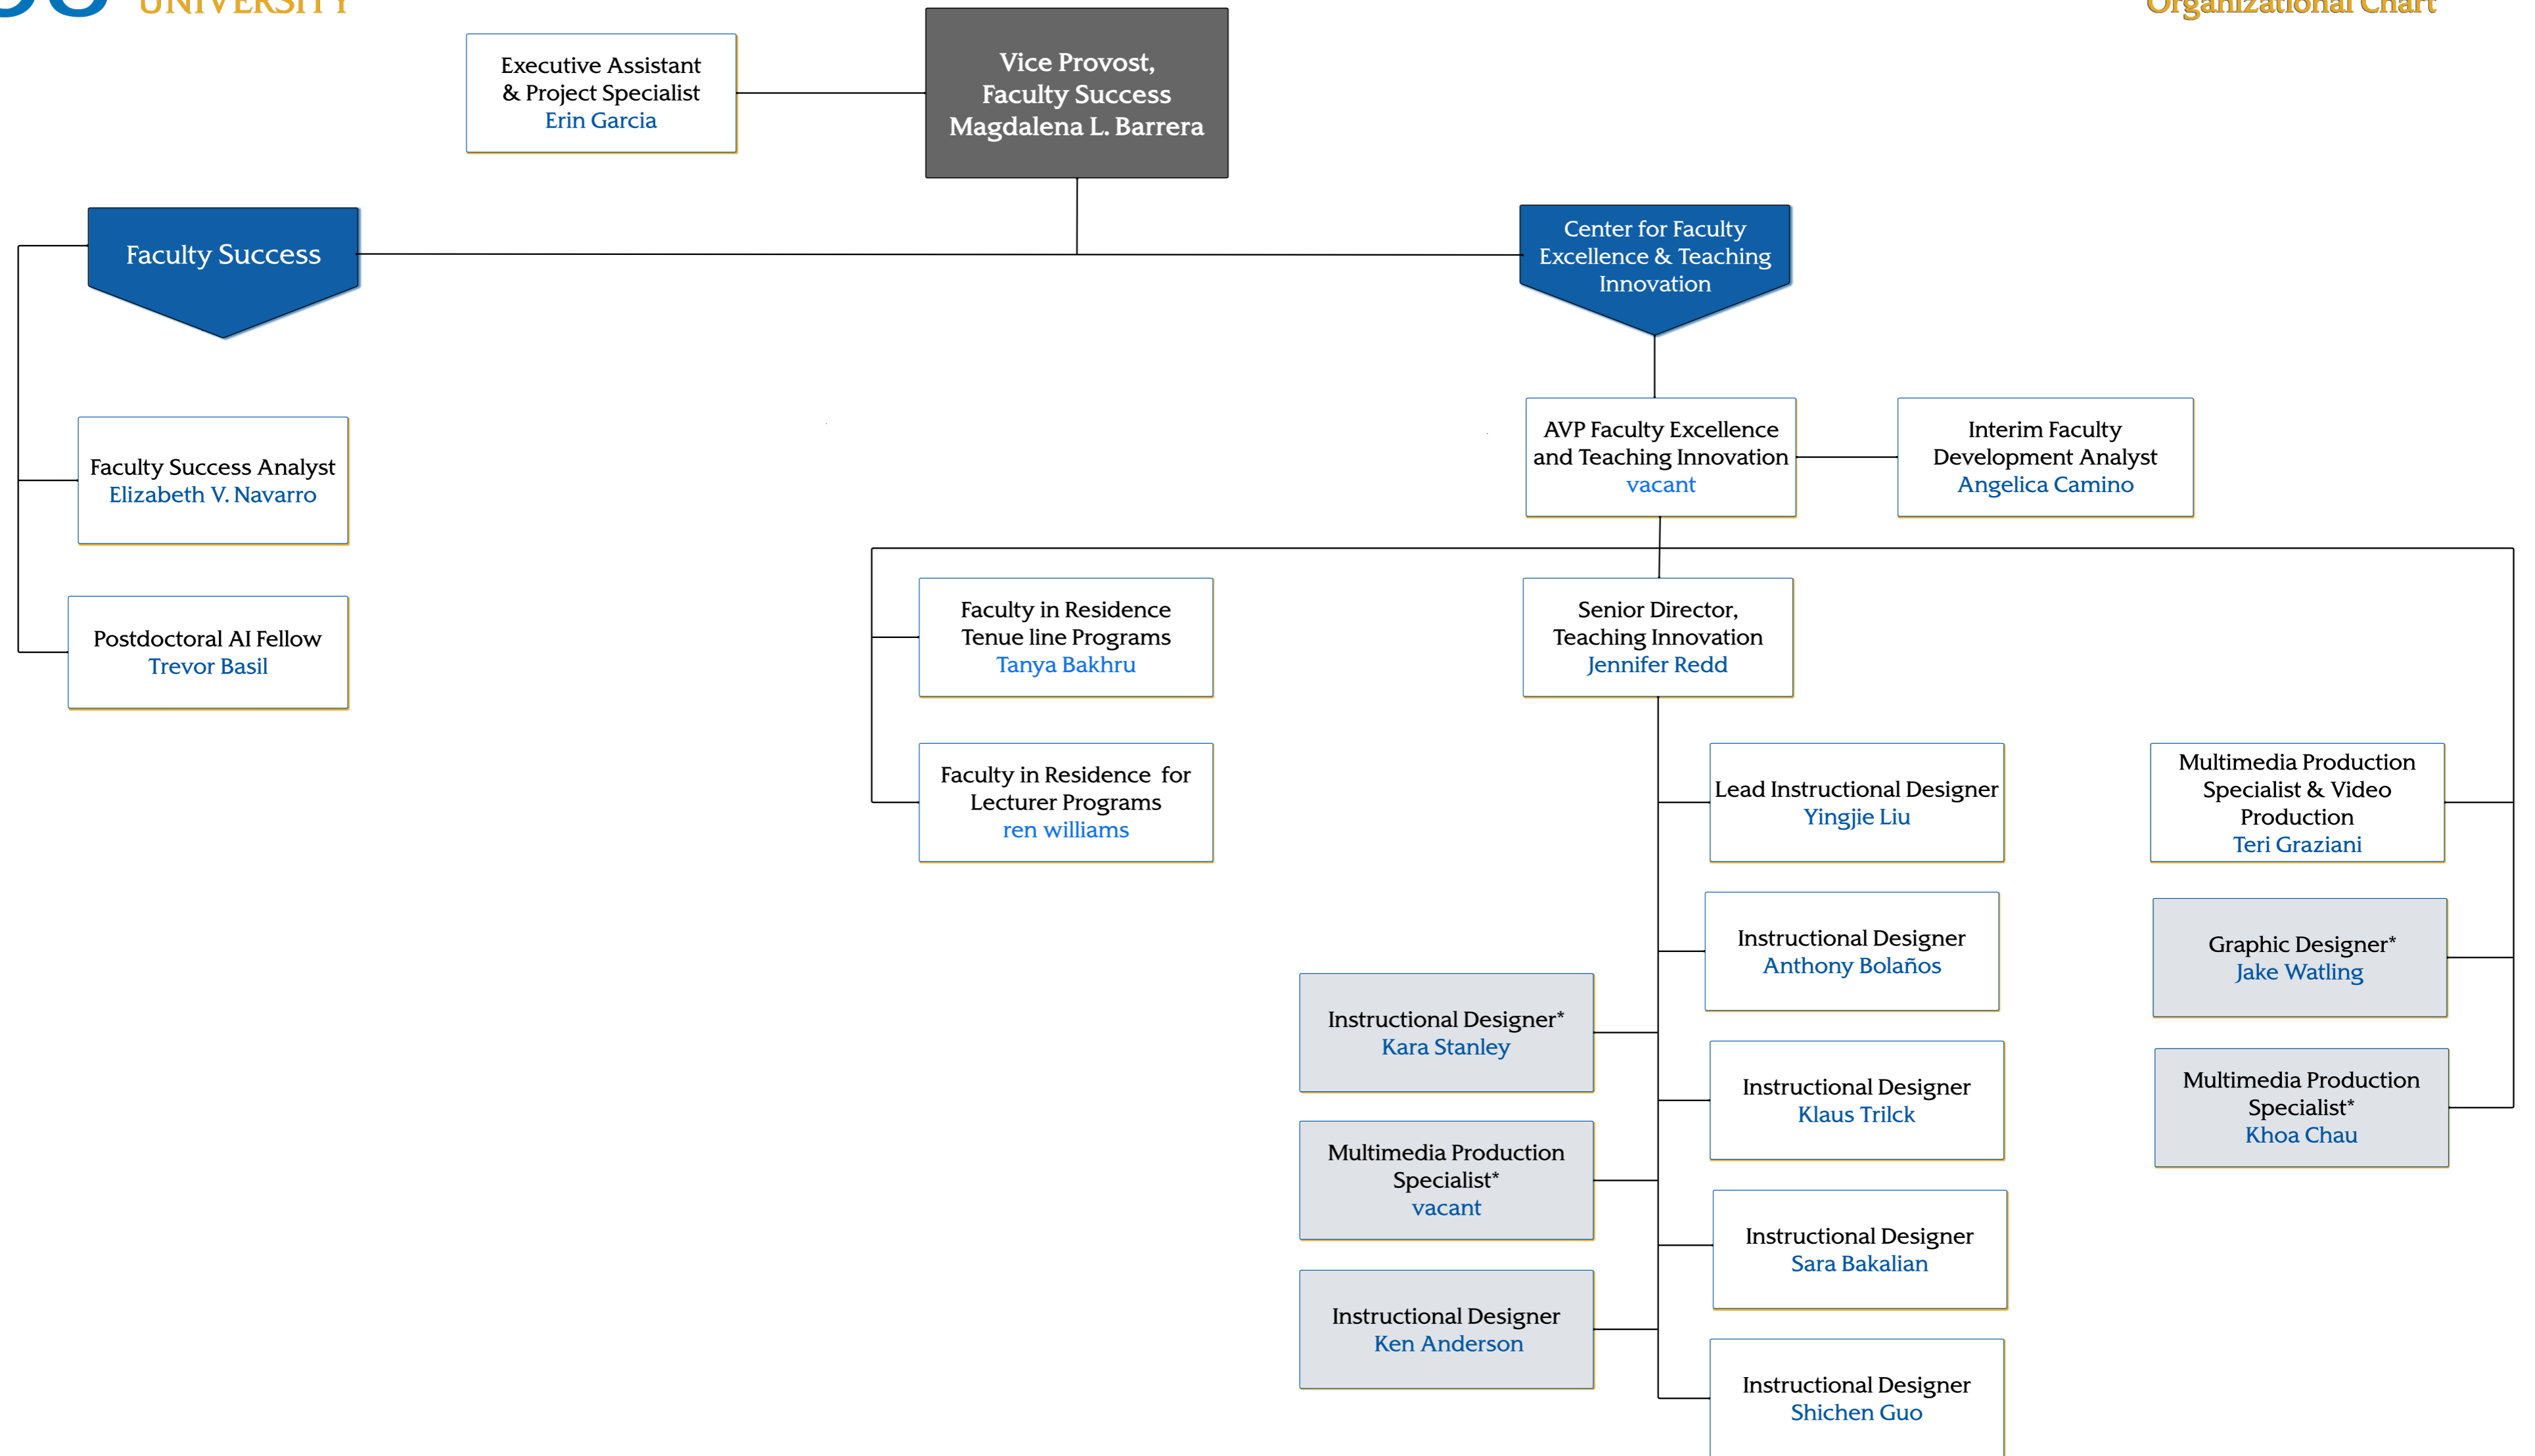 UNIVERSITY
Organizational Chart
Executive Assistant
& Project Specialist
Erin Garcia
Vice Provost,
Faculty Success
Magdalena L. Barrera
Faculty Success
Center for Faculty
Excellence & Teaching
Innovation
Faculty Success Analyst
Elizabeth V. Navarro
Postdoctoral AI Fellow
Trevor Basil
AVP Faculty Excellence
and Teaching Innovation
vacant
Interim Faculty
Development Analyst
Angelica Camino
Faculty in Residence
Tenue line Programs
Tanya Bakhru
Faculty in Residence for
Lecturer Programs
ren williams
Senior Director,
Teaching Innovation
Jennifer Redd
Lead Instructional Designer
Yingjie Liu
Instructional Designer
Anthony Bolaños
Instructional Designer*
Kara Stanley
Instructional Designer
Klaus Trilck
Multimedia Production
Specialist*
vacant
Instructional Designer
Sara Bakalian
Instructional Designer
Ken Anderson
Instructional Designer
Shichen Guo
Multimedia Production
Specialist & Video
Production
Teri Graziani
Graphic Designer*
Jake Watling
Multimedia Production
Specialist*
Khoa Chau